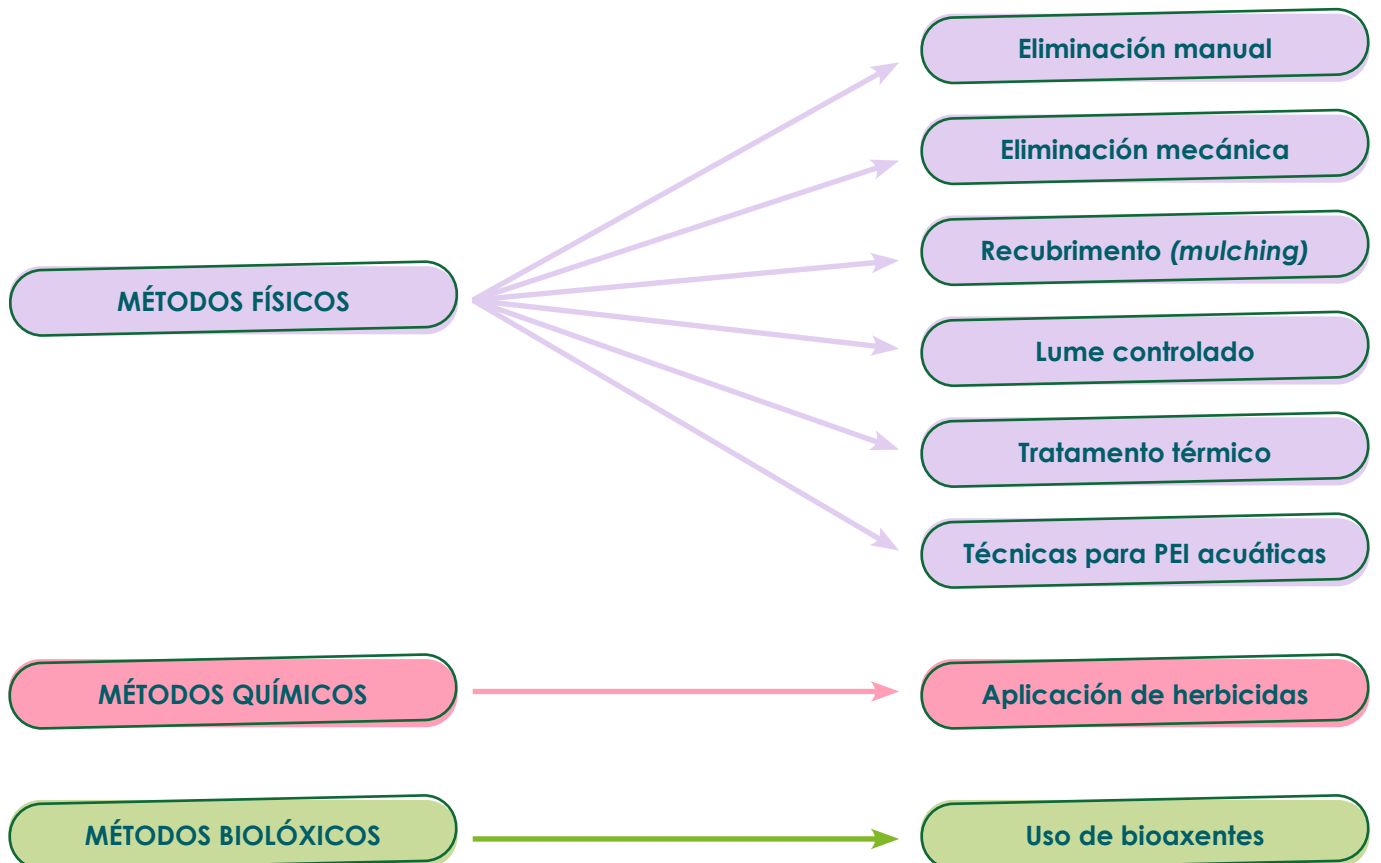 MÉTODOS FÍSICOS
Eliminación manual
Eliminación mecánica
Recubrimento (mulching)
Lume controlado
Tratamento térmico
Técnicas para PEI acuáticas
MÉTODOS QUÍMICOS
Aplicación de herbicidas
MÉTODOS BIOLÓXICOS
Uso de bioaxentes